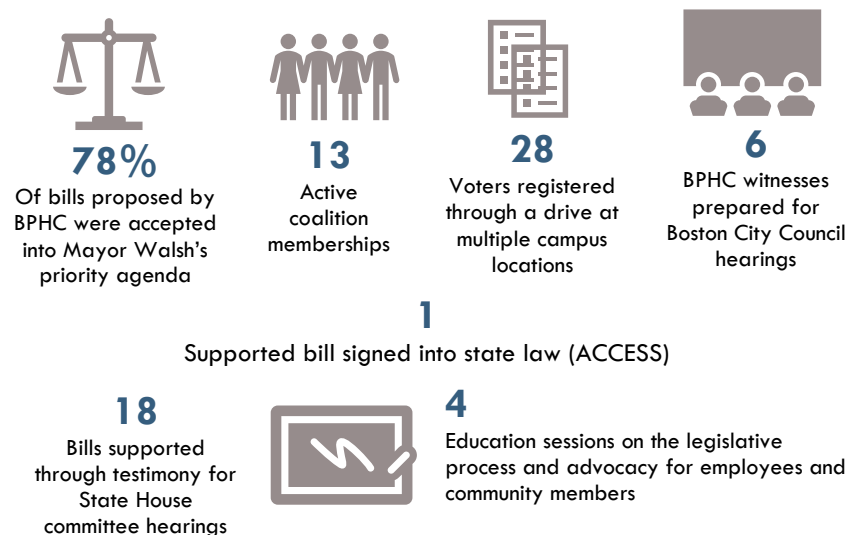 78%
Of bills proposed by
BPHC were accepted
into Mayor Walsh's
priority agenda
13
Active
coalition
memberships
28
Voters registered
through a drive at
multiple campus
locations
6
BPHC witnesses
prepared for
Boston City Council
hearings
1
Supported bill signed into state law (ACCESS)
18
Bills supported
through testimony for
State House
committee hearings
4
Education sessions on the legislative
process and advocacy for employees and
community members